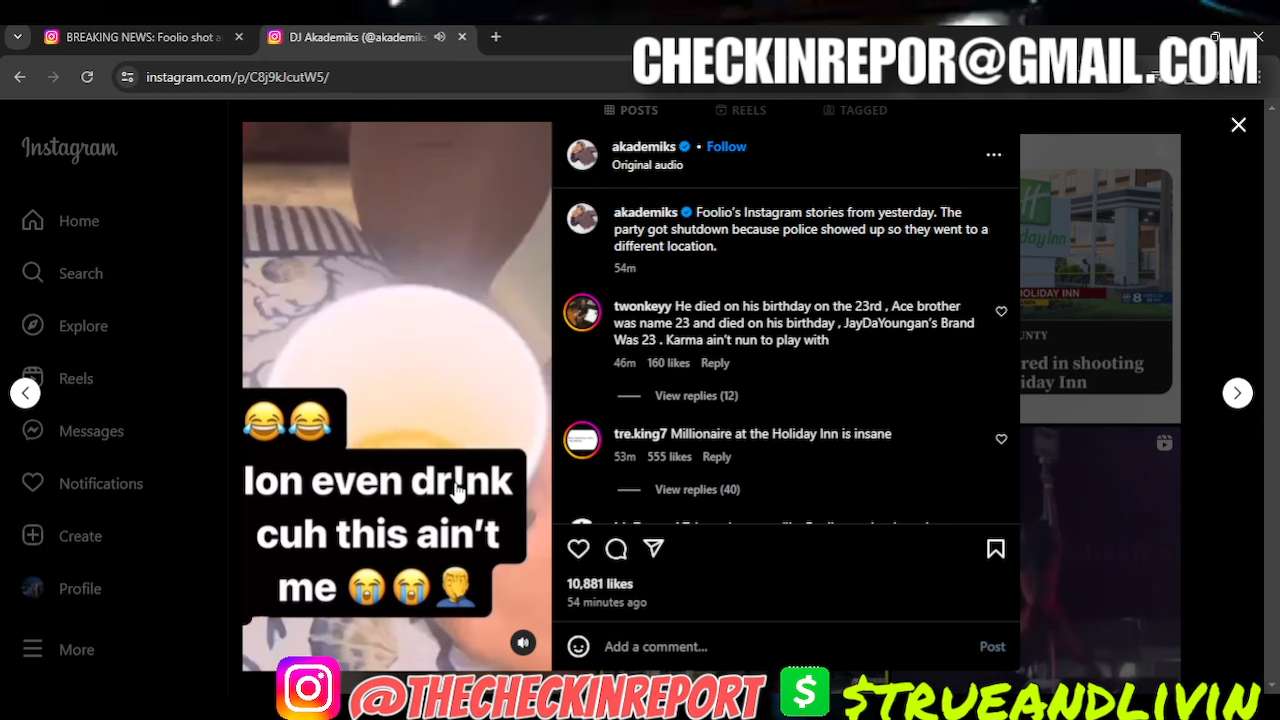 BREAKING NEWS: Foolio shot a
DJ Akademiks (@akademik
CHECKINREPOR@GMAIL.COM
instagram.com/p/C8j9kJcutW5/
POSTS
REELS
TAGGED
Instagram
Home
Search
Explore
Reels
Messages
Notifications
Create
Profile
More
😂😂
Ion even dr!nk
cuh this ain't
me 😭😭🤦‍♂️
akademiks • Follow
Original audio
akademiks Foolio's Instagram stories from yesterday. The
party got shutdown because police showed up so they went to a
different location.
54m
twonkeyy He died on his birthday on the 23rd , Ace brother
was name 23 and died on his birthday , JayDaYoungan's Brand
Was 23 . Karma ain't nun to play with
46m 160 likes Reply
View replies (12)
tre.king7 Millionaire at the Holiday Inn is insane
53m 555 likes Reply
View replies (40)
10,881 likes
54 minutes ago
Add a comment...
Post
HOLIDAY INN
8
UNTY
red in shooting
iday Inn
@THECHECKINREPORT
$TRUEANDLIVIN